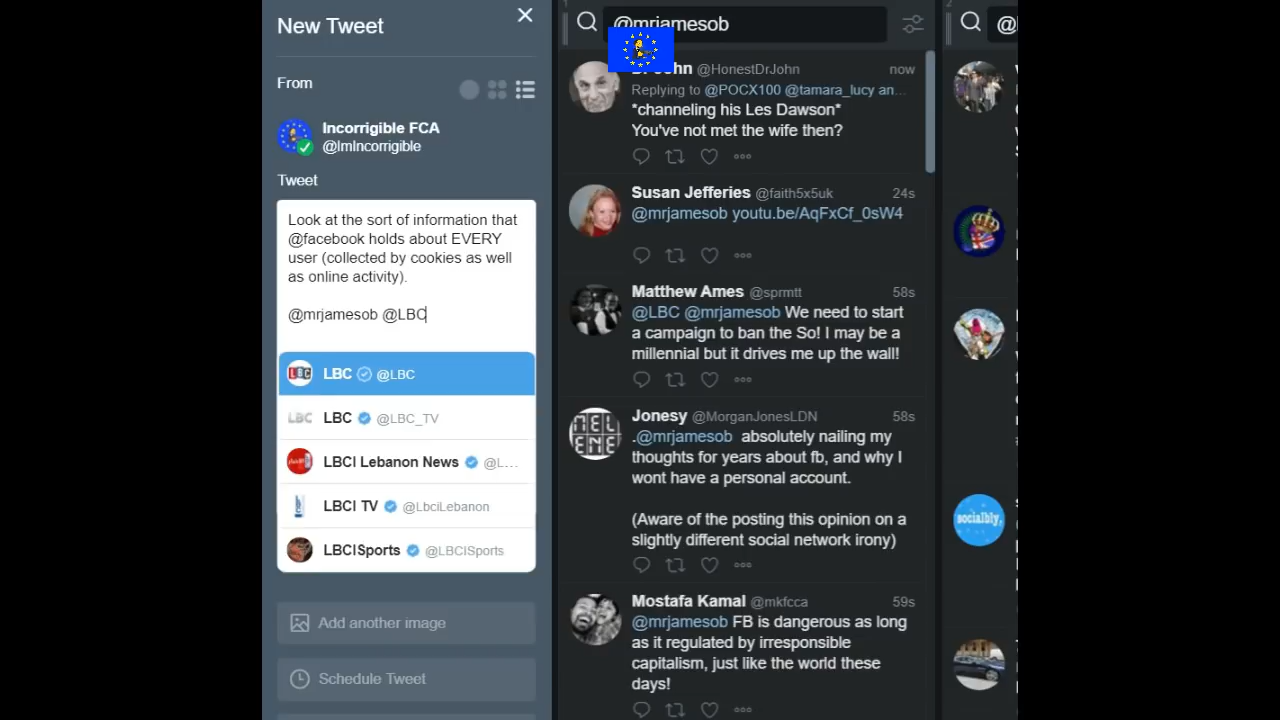 New Tweet
From
Incorrigible FCA
@ImIncorrigible
Tweet
Look at the sort of information that
@facebook holds about EVERY
user (collected by cookies as well
as online activity).
@mrjamesob @LBC
LBC @LBC
LBC @LBC_TV
LBCI Lebanon News @L…
LBCI TV @LbciLebanon
LBCISports @LBCISports
Add another image
Schedule Tweet
1
@mrjamesob
John @HonestDrJohn now
Replying to @POCX100 @tamara_lucy an…
*channeling his Les Dawson*
You've not met the wife then?
Susan Jefferies @faith5x5uk 24s
@mrjamesob youtu.be/AqFxCf_0sW4
Matthew Ames @sprmtt 58s
@LBC @mrjamesob We need to start
a campaign to ban the So! I may be a
millennial but it drives me up the wall!
Jonesy @MorganJonesLDN 58s
.@mrjamesob absolutely nailing my
thoughts for years about fb, and why I
wont have a personal account.
(Aware of the posting this opinion on a
slightly different social network irony)
Mostafa Kamal @mkfcca 59s
@mrjamesob FB is dangerous as long
as it regulated by irresponsible
capitalism, just like the world these
days!
2
socialbly,